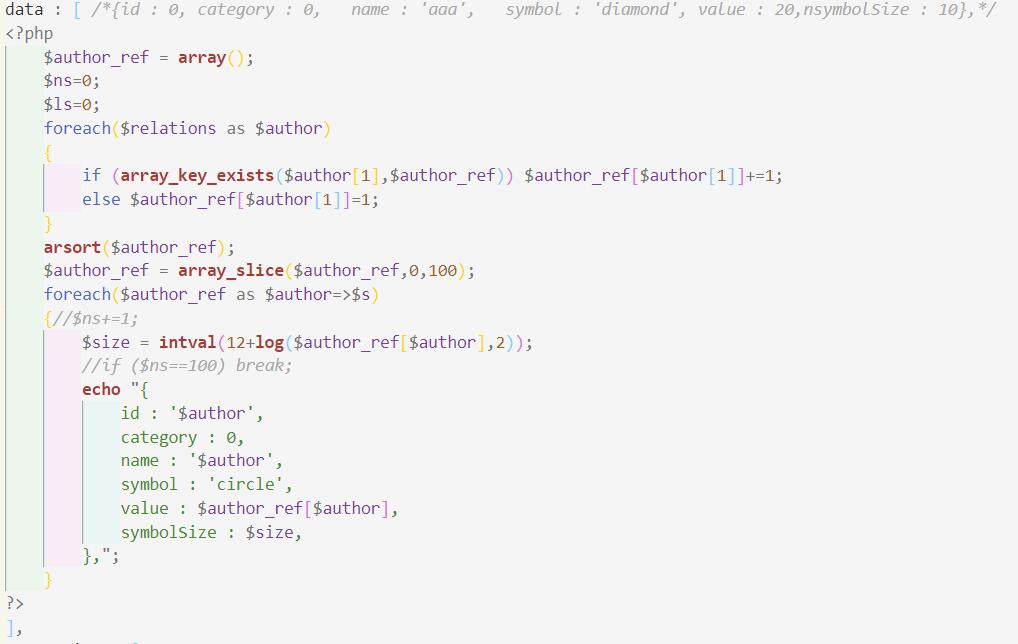 data : [ /*{id : 0, category : 0,   name : 'aaa',   symbol : 'diamond', value : 20,nsymbolSize : 10},*/
<?php
    $author_ref = array();
    $ns=0;
    $ls=0;
    foreach($relations as $author)
    {
        if (array_key_exists($author[1],$author_ref)) $author_ref[$author[1]]+=1;
        else $author_ref[$author[1]]=1;
    }
    arsort($author_ref);
    $author_ref = array_slice($author_ref,0,100);
    foreach($author_ref as $author=>$s)
    {//$ns+=1;
        $size = intval(12+log($author_ref[$author],2));
        //if ($ns==100) break;
        echo "{
            id : '$author',
            category : 0,
            name : '$author',
            symbol : 'circle',
            value : $author_ref[$author],
            symbolSize : $size,
        },";
    }
?>
],